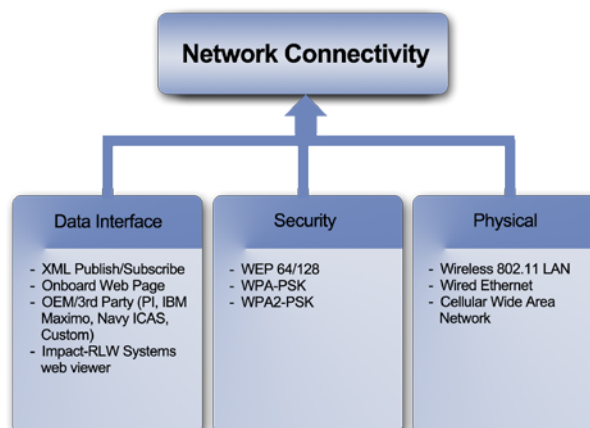 Network Connectivity
Data Interface
- XML Publish/Subscribe
- Onboard Web Page
- OEM/3rd Party (PI, IBM
Maximo, Navy ICAS,
Custom)
- Impact-RLW Systems
web viewer
Security
- WEP 64/128
- WPA-PSK
- WPA2-PSK
Physical
- Wireless 802.11 LAN
- Wired Ethernet
- Cellular Wide Area
Network